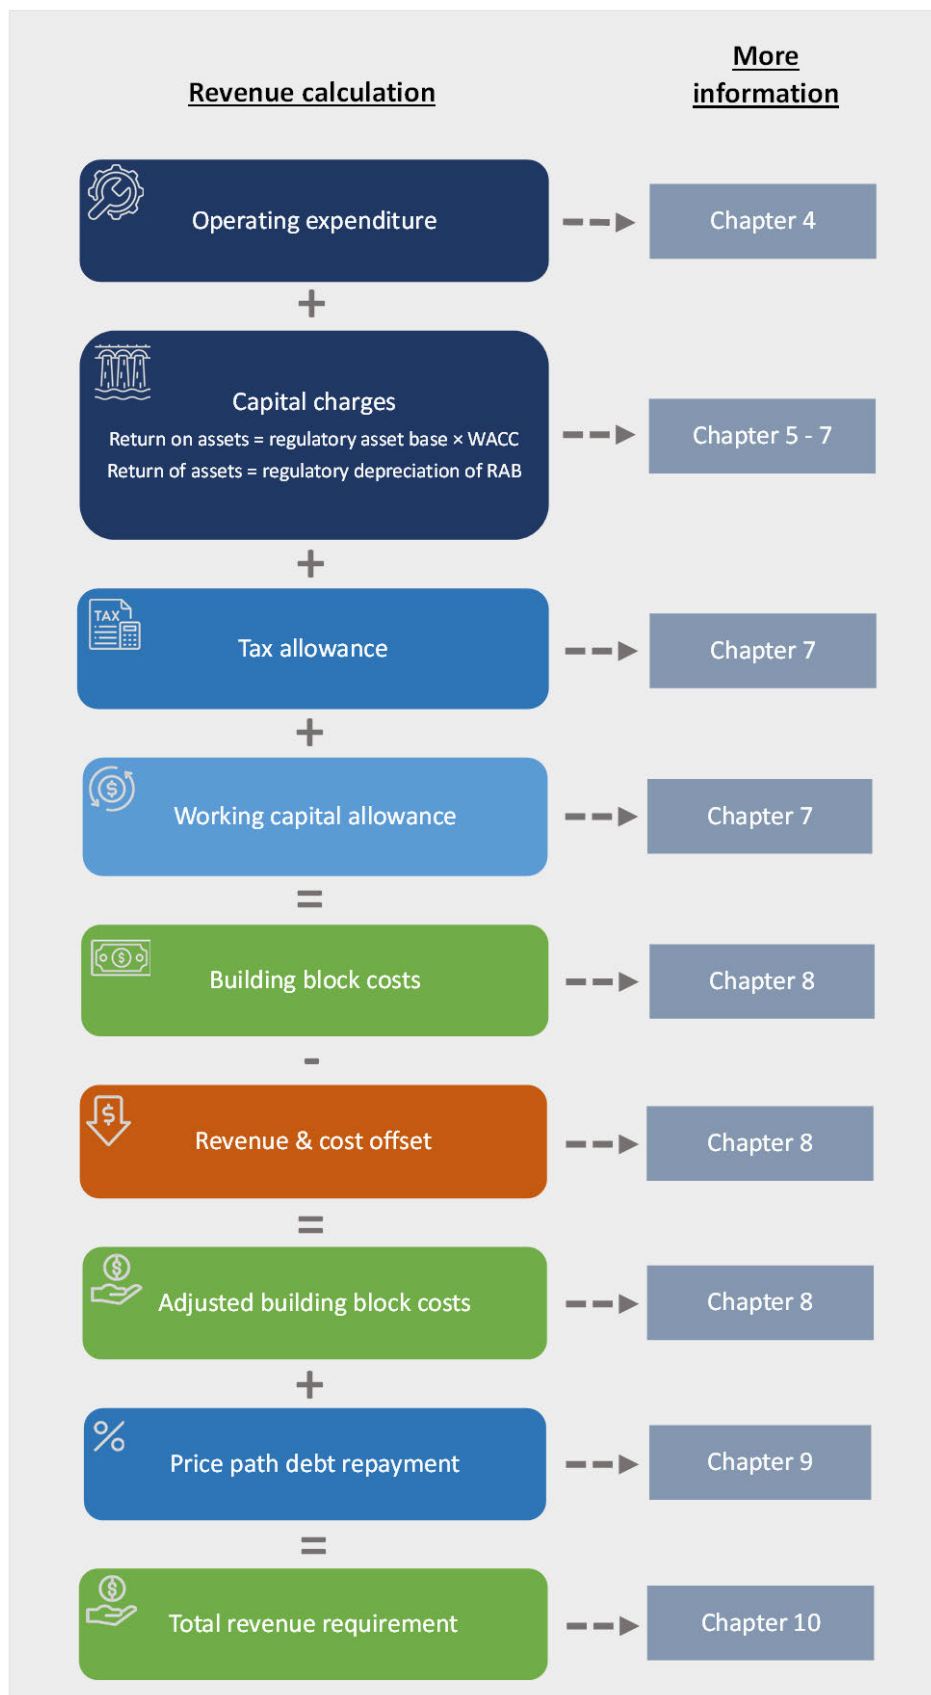 Revenue calculation
More
information
Operating expenditure
Chapter 4
+
Capital charges
Return on assets = regulatory asset base × WACC
Return of assets = regulatory depreciation of RAB
Chapter 5 - 7
+
TAX
Tax allowance
Chapter 7
+
$
Working capital allowance
Chapter 7
=
$
Building block costs
Chapter 8
-
$
Revenue & cost offset
Chapter 8
=
$
Adjusted building block costs
Chapter 8
+
%
Price path debt repayment
Chapter 9
=
$
Total revenue requirement
Chapter 10